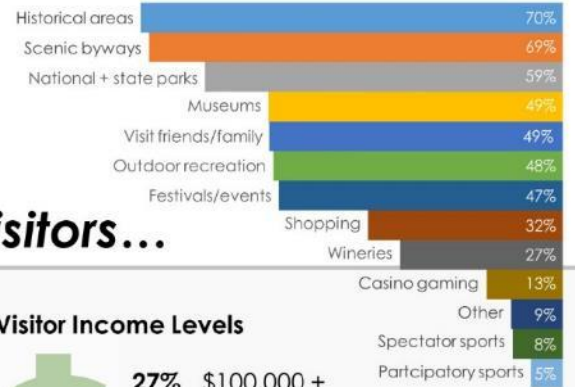 Historical areas 70%
Scenic byways 69%
National + state parks 59%
Museums 49%
Visit friends/family 49%
Outdoor recreation 48%
Festivals/events 47%
isitors...
Shopping 32%
Wineries 27%
Casino gaming 13%
Other 9%
Visitor Income Levels
Spectator sports 8%
Partcipatory sports 5%
27% $100,000 +